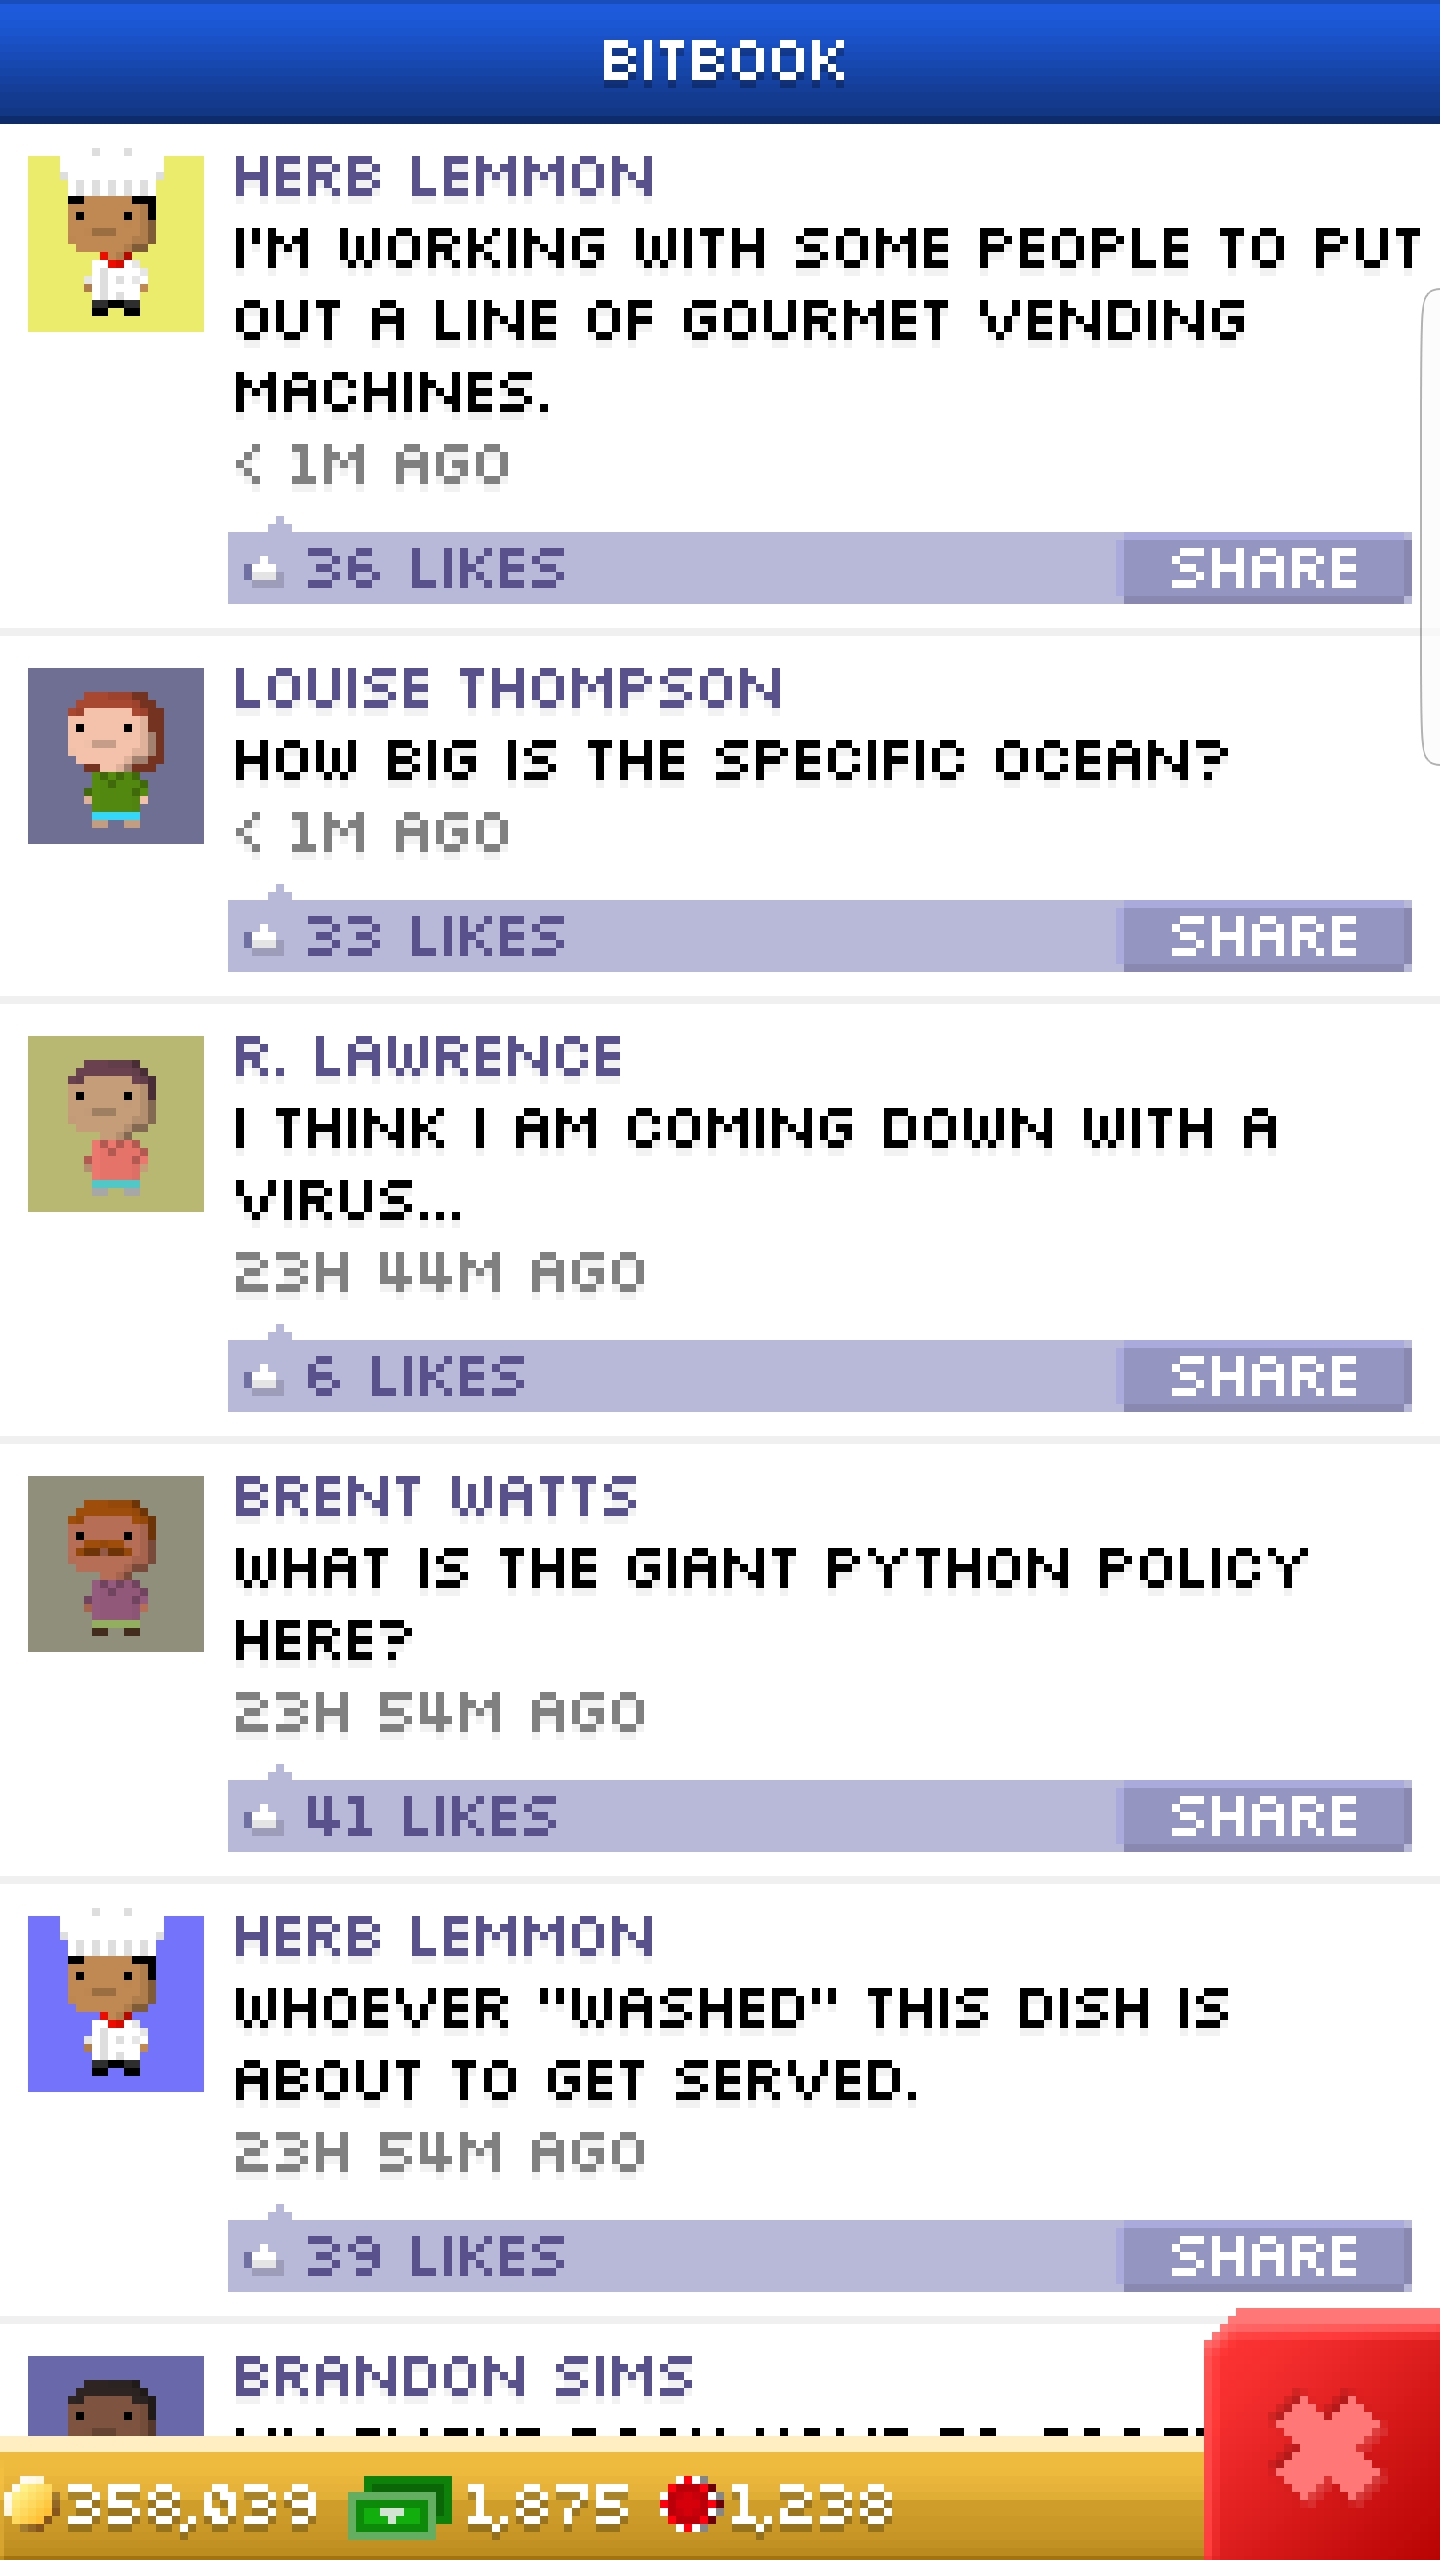 BITBOOK
HERB LEMMON
I'M WORKING WITH SOME PEOPLE TO PUT
OUT A LINE OF GOURMET VENDING
MACHINES.
< 1M AGO
36 LIKES SHARE
LOUISE THOMPSON
HOW BIG IS THE SPECIFIC OCEAN?
< 1M AGO
33 LIKES SHARE
R. LAWRENCE
I THINK I AM COMING DOWN WITH A
VIRUS...
23H 44M AGO
6 LIKES SHARE
BRENT WATTS
WHAT IS THE GIANT PYTHON POLICY
HERE?
23H 54M AGO
41 LIKES SHARE
HERB LEMMON
WHOEVER "WASHED" THIS DISH IS
ABOUT TO GET SERVED.
23H 54M AGO
39 LIKES SHARE
BRANDON SIMS
358,039 1,875 1,238